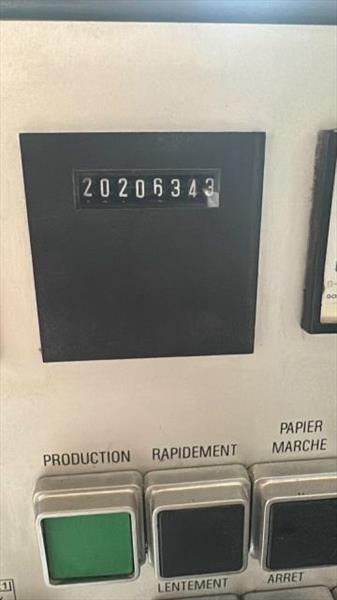 20206343
PRODUCTION
RAPIDEMENT
PAPIER
MARCHE
LENTEMENT
ARRET